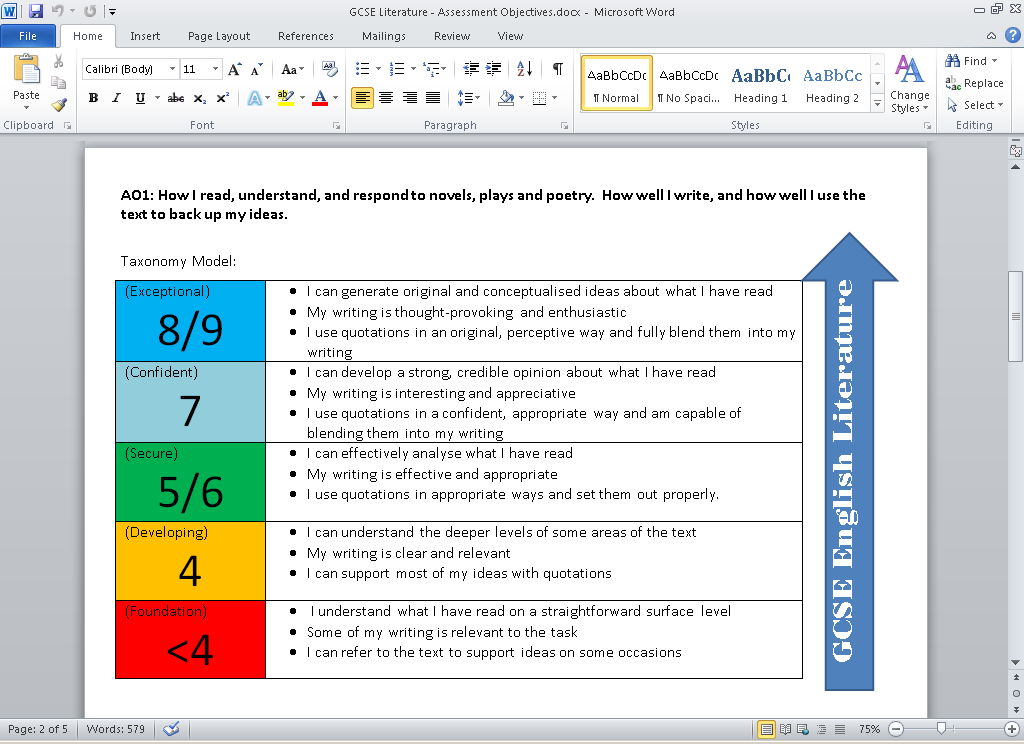 GCSE Literature - Assessment Objectives.docx - Microsoft Word
File Home Insert Page Layout References Mailings Review View
Calibri (Body) 11 Aa
Paste
B I U abc X₂ X² A ab A
AaBbCcDc AaBbCcDc AaBbC AaBbCc
¶ Normal ¶ No Spaci... Heading 1 Heading 2
Change
Styles
Find
Replace
Select
Clipboard Font Paragraph Styles Editing
AO1: How I read, understand, and respond to novels, plays and poetry. How well I write, and how well I use the
text to back up my ideas.
Taxonomy Model:
(Exceptional)
8/9
• I can generate original and conceptualised ideas about what I have read
• My writing is thought-provoking and enthusiastic
• I use quotations in an original, perceptive way and fully blend them into my
writing
(Confident)
7
• I can develop a strong, credible opinion about what I have read
• My writing is interesting and appreciative
• I use quotations in a confident, appropriate way and am capable of
blending them into my writing
(Secure)
5/6
• I can effectively analyse what I have read
• My writing is effective and appropriate
• I use quotations in appropriate ways and set them out properly.
(Developing)
4
• I can understand the deeper levels of some areas of the text
• My writing is clear and relevant
• I can support most of my ideas with quotations
(Foundation)
<4
• I understand what I have read on a straightforward surface level
• Some of my writing is relevant to the task
• I can refer to the text to support ideas on some occasions
GCSE English Literature
Page: 2 of 5 Words: 579 75%